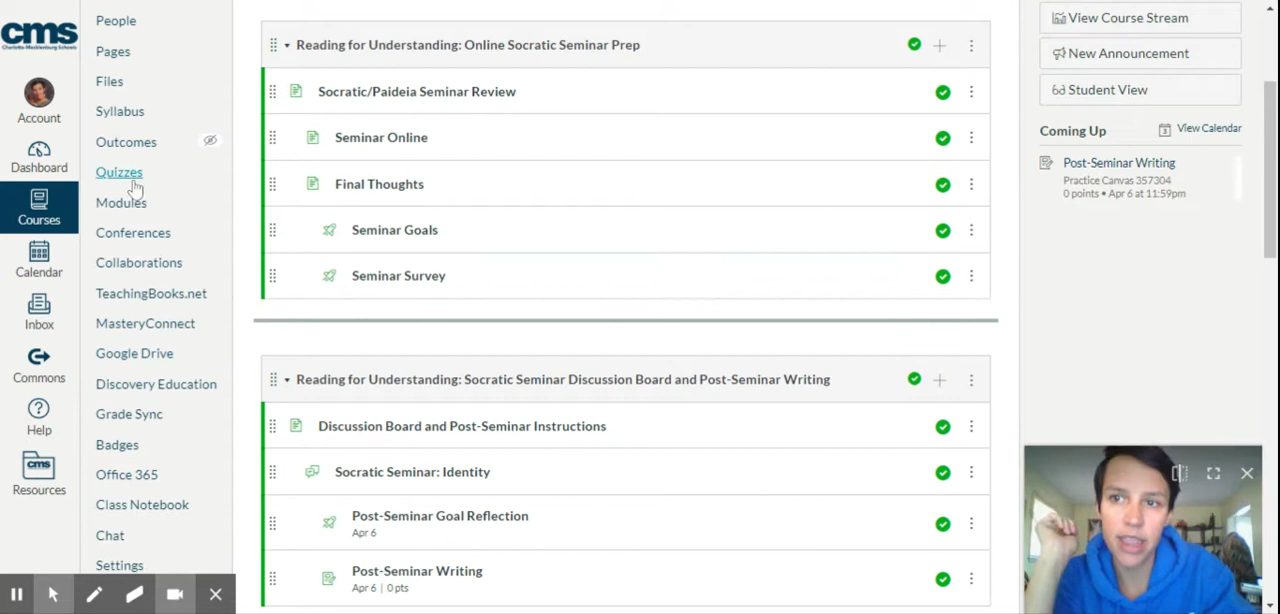 cms
Charlotte-Mecklenburg Schools
Account
Dashboard
Courses
Calendar
Inbox
Commons
Help
cms
Resources
People
Pages
Files
Syllabus
Outcomes
Quizzes
Modules
Conferences
Collaborations
TeachingBooks.net
MasteryConnect
Google Drive
Discovery Education
Grade Sync
Badges
Office 365
Class Notebook
Chat
Settings
Reading for Understanding: Online Socratic Seminar Prep
Socratic/Paideia Seminar Review
Seminar Online
Final Thoughts
Seminar Goals
Seminar Survey
Reading for Understanding: Socratic Seminar Discussion Board and Post-Seminar Writing
Discussion Board and Post-Seminar Instructions
Socratic Seminar: Identity
Post-Seminar Goal Reflection
Apr 6
Post-Seminar Writing
Apr 6 | 0 pts
View Course Stream
New Announcement
Student View
Coming Up
View Calendar
Post-Seminar Writing
Practice Canvas 357304
0 points • Apr 6 at 11:59pm